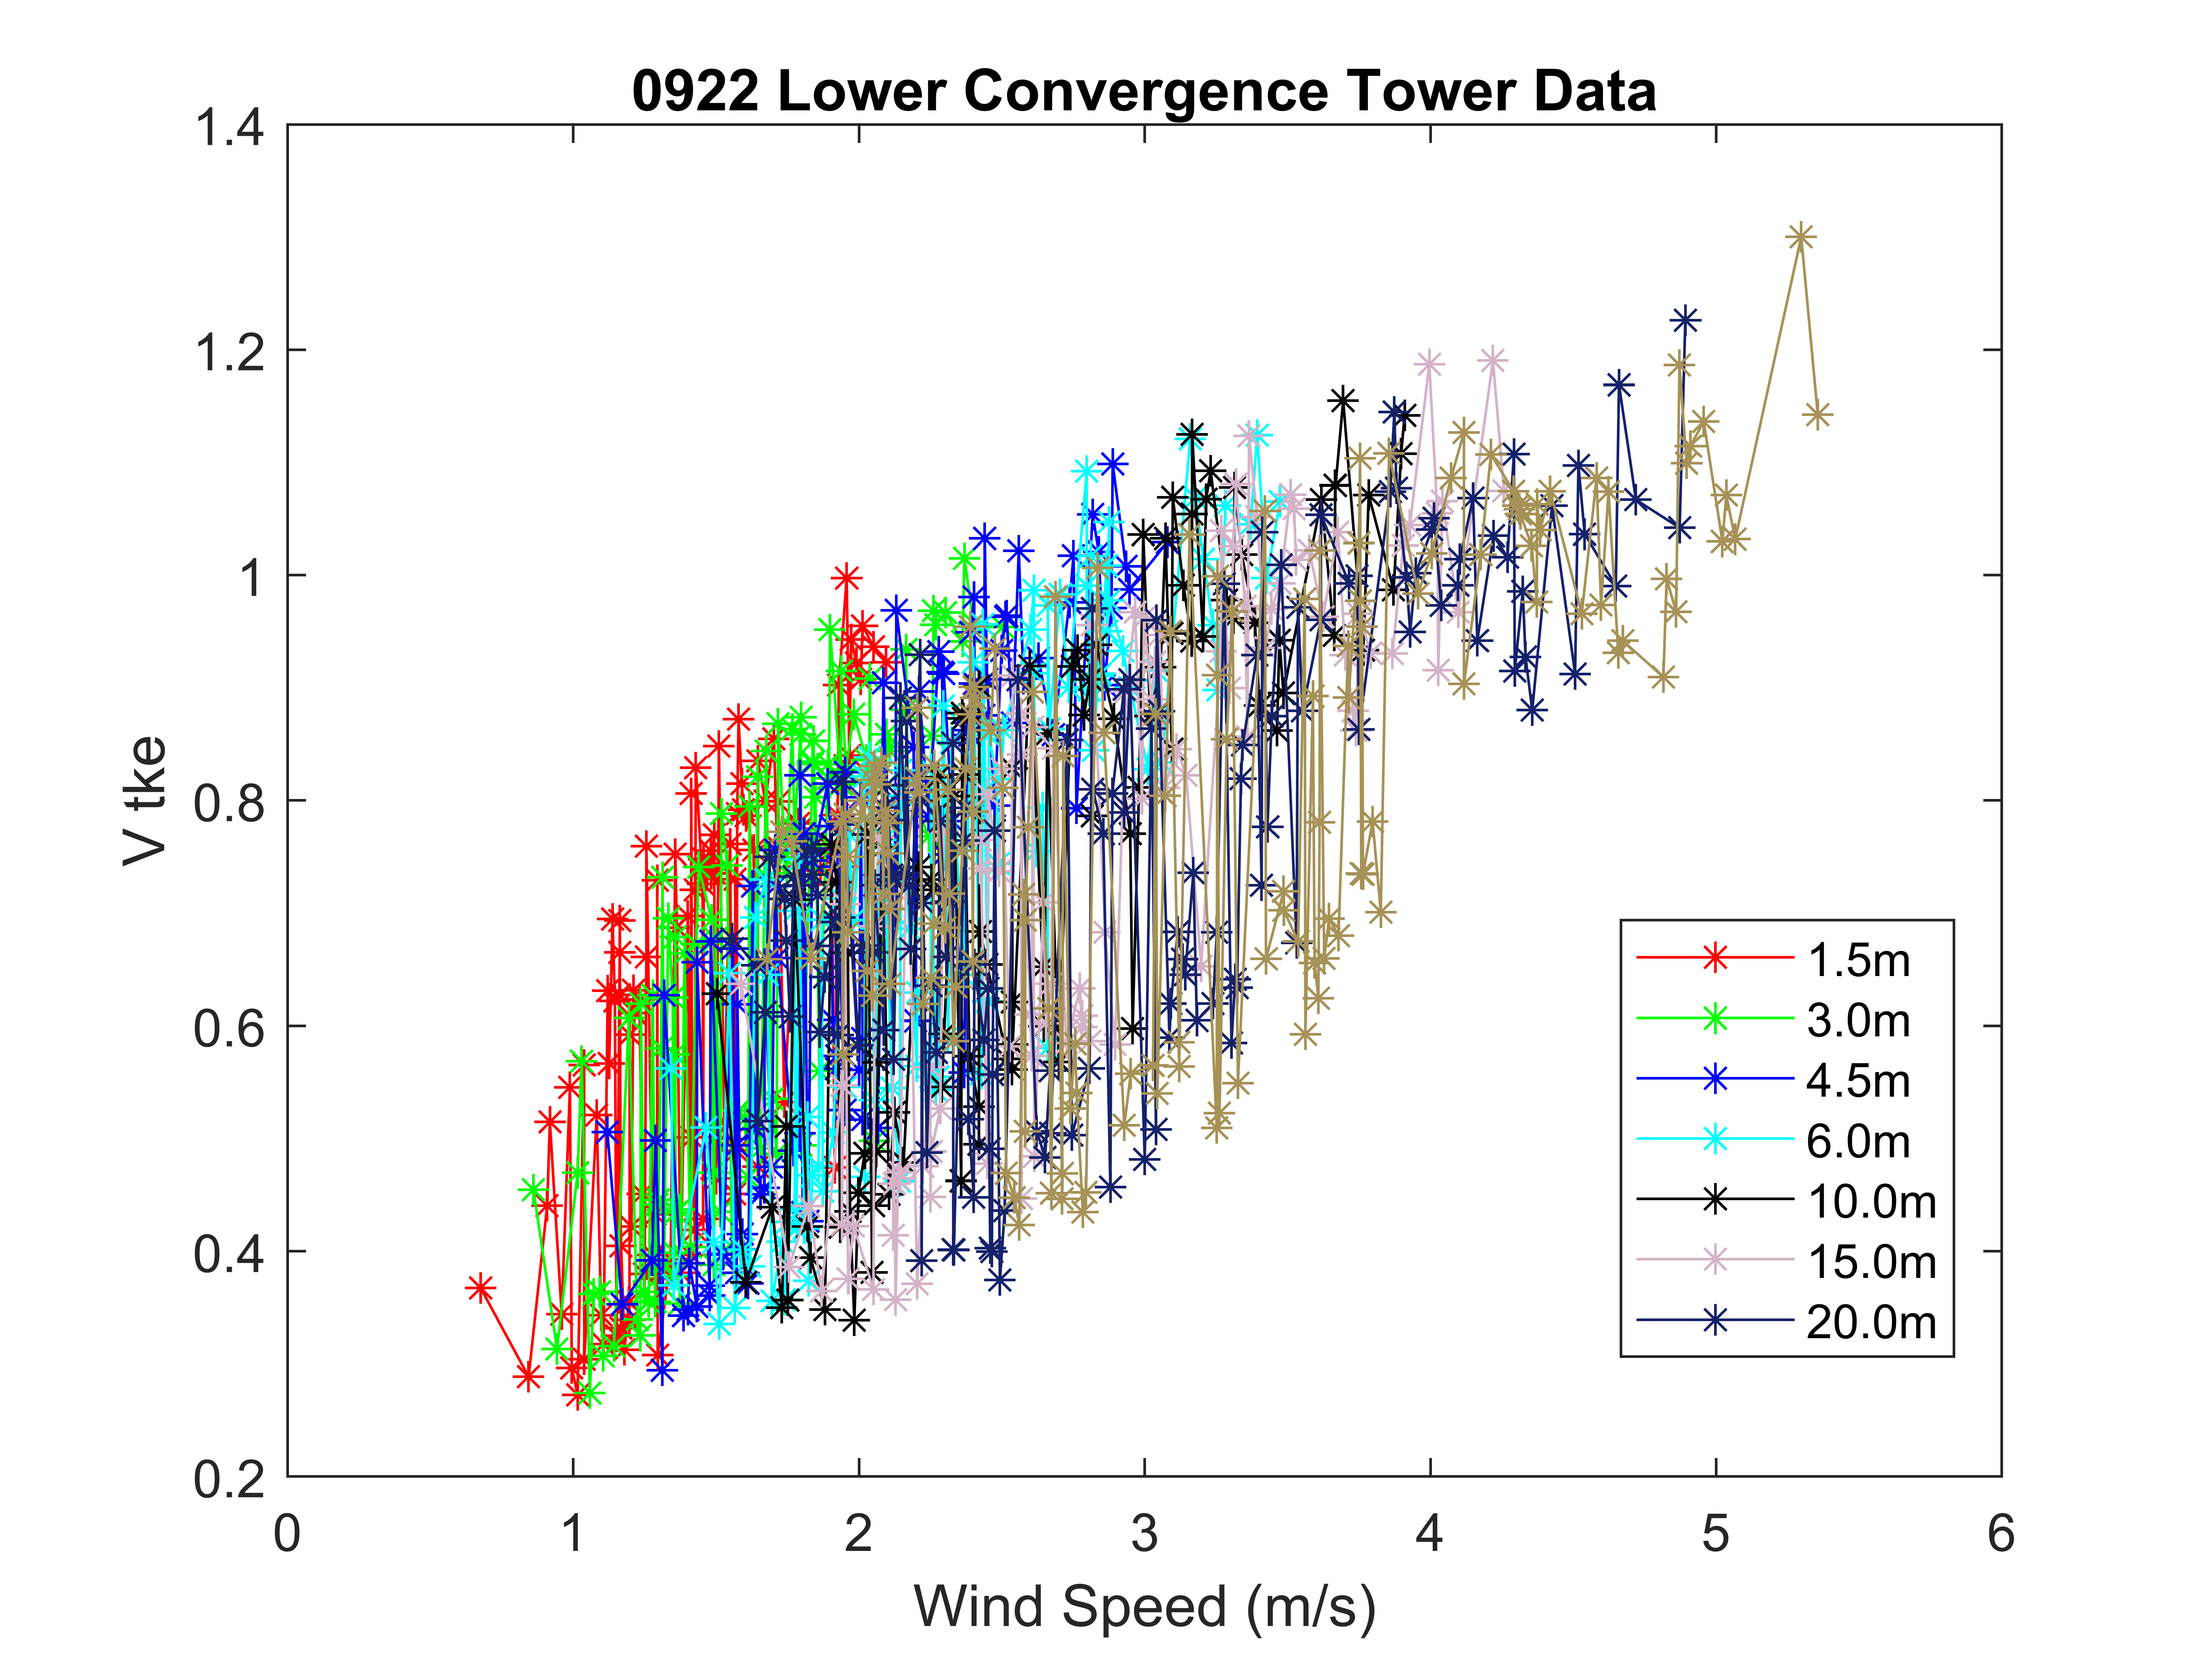 0922 Lower Convergence Tower Data
1.4
1.2
1
0.8
0.6
0.4
0.2
V tke
1.5m
3.0m
4.5m
6.0m
10.0m
15.0m
20.0m
0 1 2 3 4 5 6
Wind Speed (m/s)